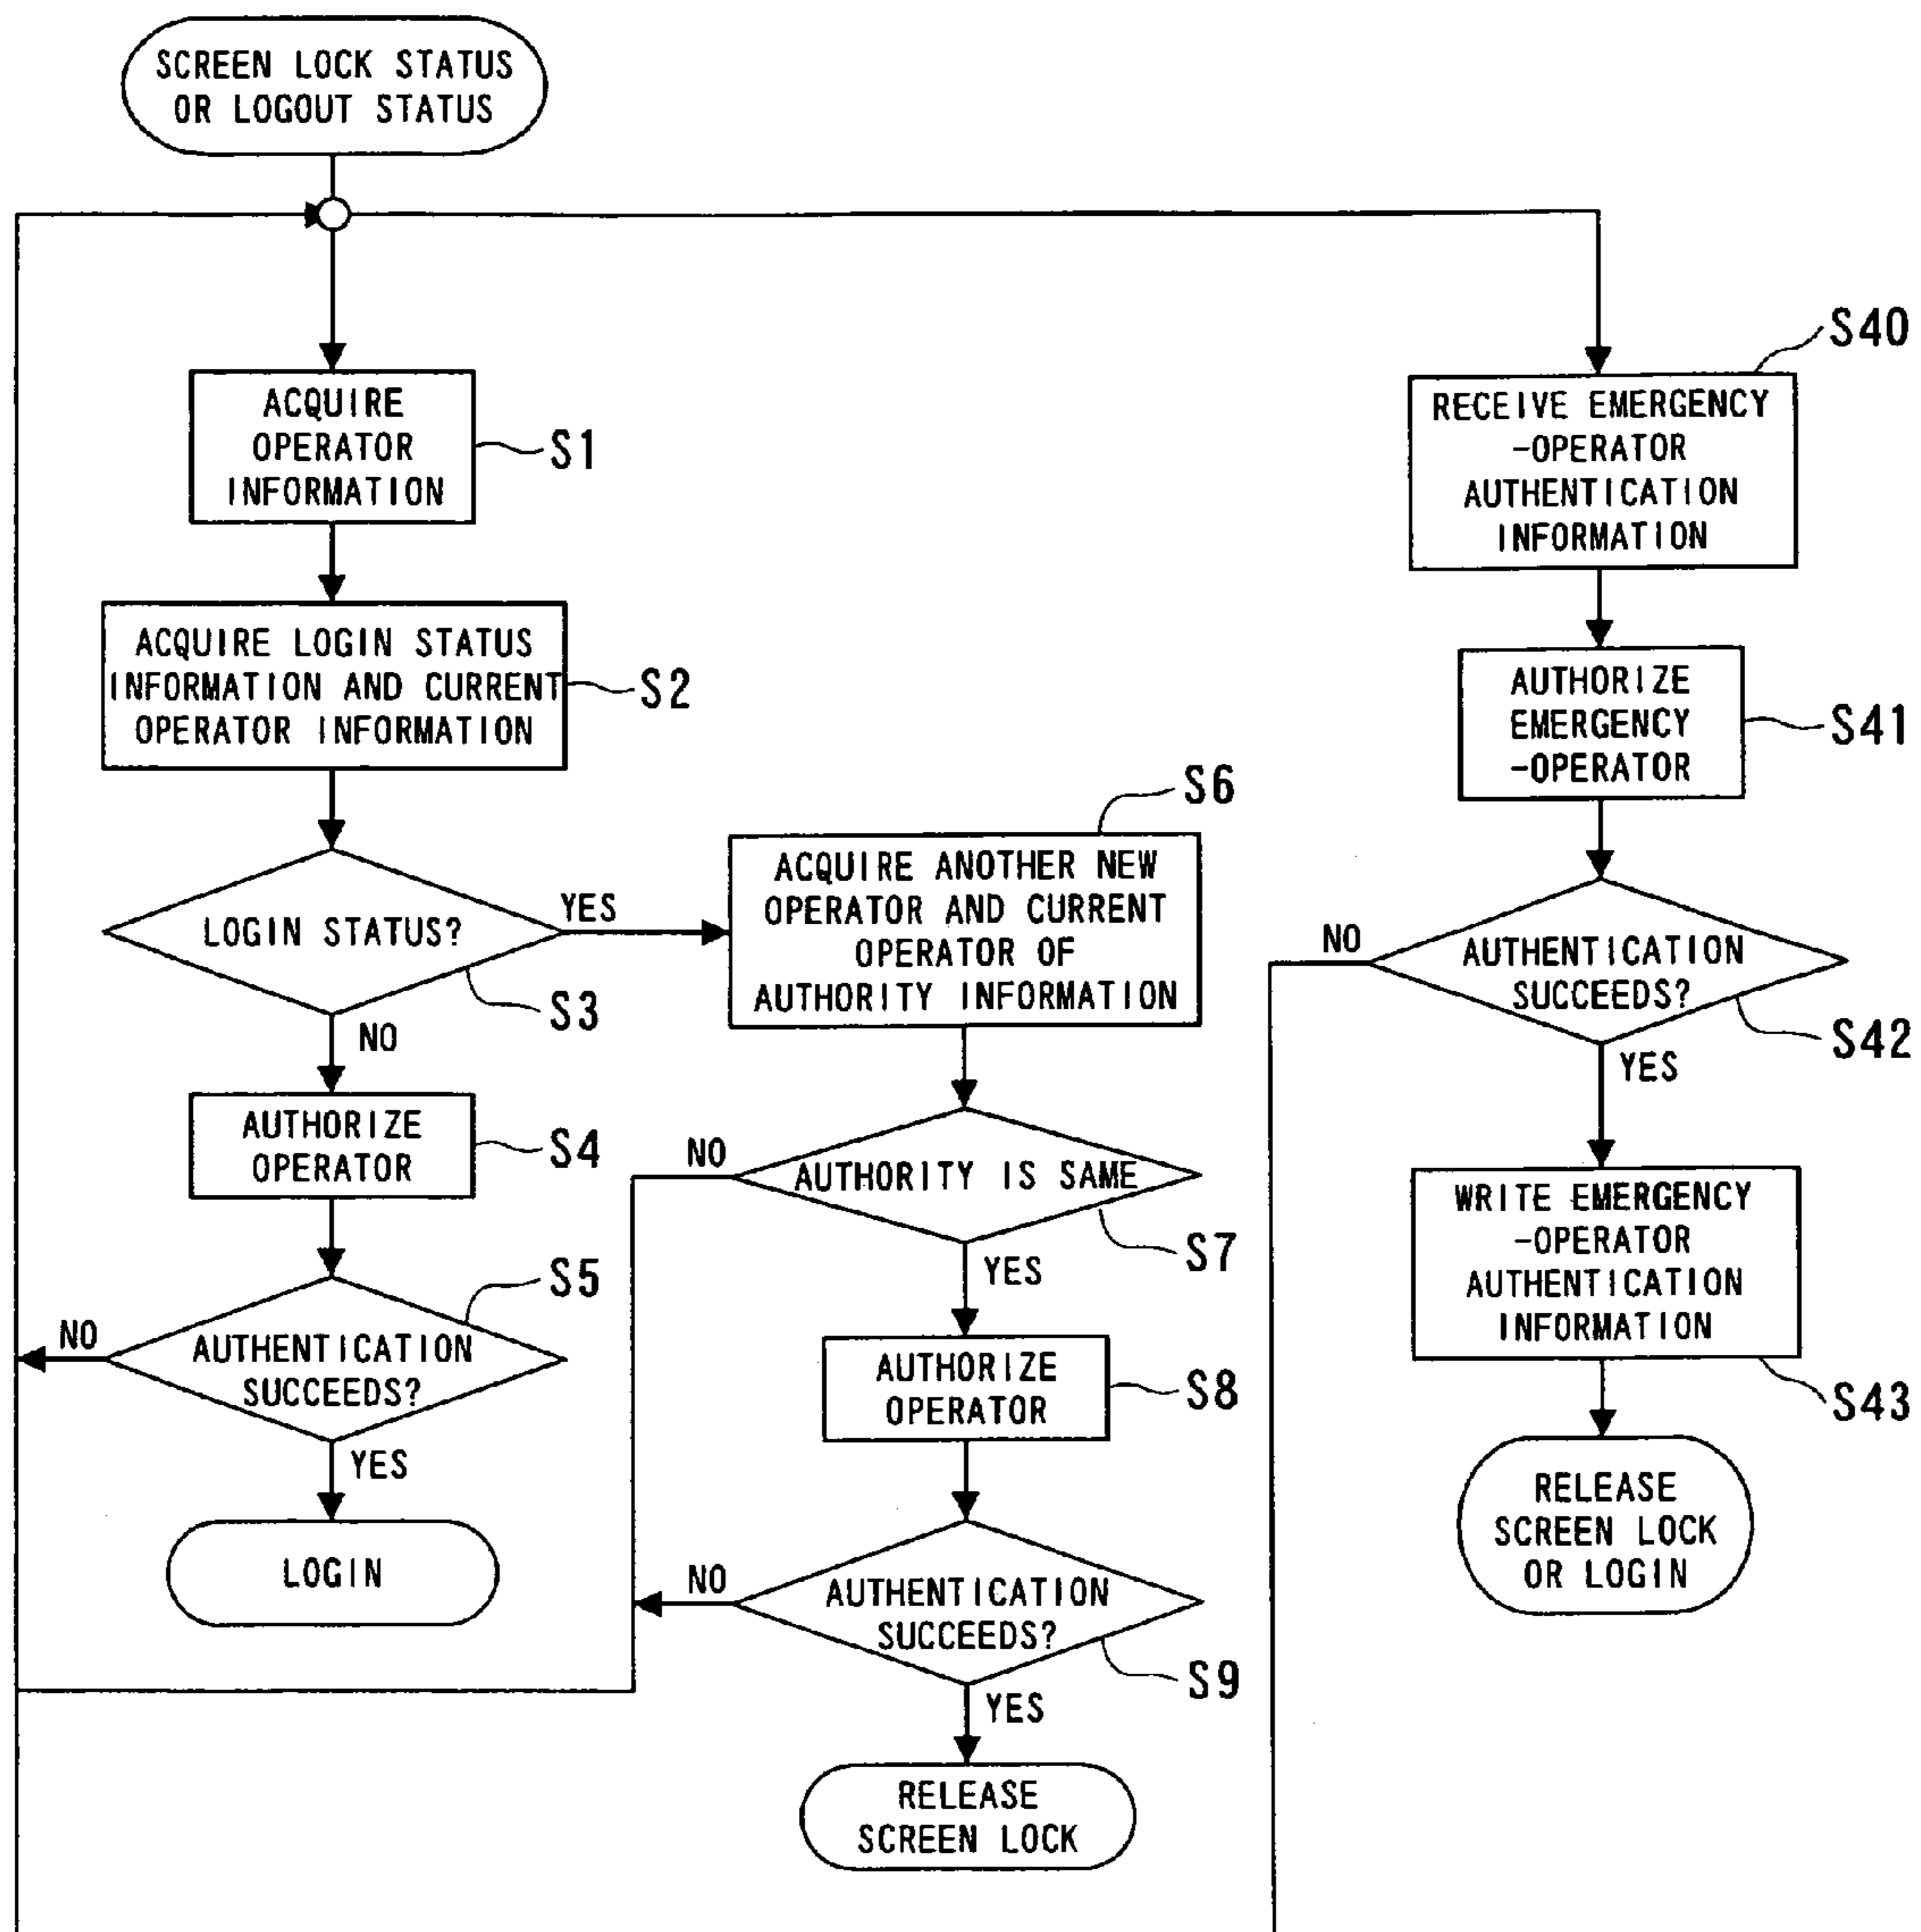 SCREEN LOCK STATUS
OR LOGOUT STATUS
ACQUIRE
OPERATOR
INFORMATION
S1
ACQUIRE LOGIN STATUS
INFORMATION AND CURRENT
OPERATOR INFORMATION
S2
LOGIN STATUS?
S3
YES
NO
AUTHORIZE
OPERATOR
S4
AUTHENTICATION
SUCCEEDS?
S5
NO
YES
LOGIN
ACQUIRE ANOTHER NEW
OPERATOR AND CURRENT
OPERATOR OF
AUTHORITY INFORMATION
S6
AUTHORITY IS SAME
S7
NO
YES
AUTHORIZE
OPERATOR
S8
AUTHENTICATION
SUCCEEDS?
S9
NO
YES
RELEASE
SCREEN LOCK
RECEIVE EMERGENCY
-OPERATOR
AUTHENTICATION
INFORMATION
S40
AUTHORIZE
EMERGENCY
-OPERATOR
S41
AUTHENTICATION
SUCCEEDS?
S42
NO
YES
WRITE EMERGENCY
-OPERATOR
AUTHENTICATION
INFORMATION
S43
RELEASE
SCREEN LOCK
OR LOGIN